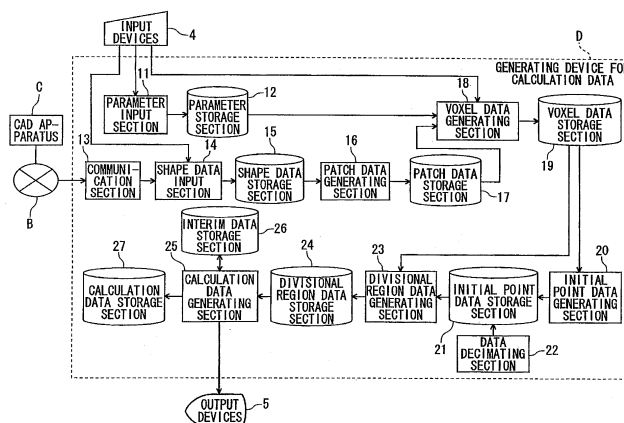 INPUT
DEVICES
4
D
GENERATING DEVICE FOR
CALCULATION DATA
C
CAD AP-
PARATUS
11
PARAMETER
INPUT
SECTION
12
PARAMETER
STORAGE
SECTION
18
VOXEL DATA
GENERATING
SECTION
VOXEL DATA
STORAGE
SECTION
19
13
COMMUNI-
CATION
SECTION
14
SHAPE DATA
INPUT
SECTION
15
SHAPE DATA
STORAGE
SECTION
16
PATCH DATA
GENERATING
SECTION
PATCH DATA
STORAGE
SECTION
17
B
INTERIM DATA
STORAGE
SECTION
26
27
CALCULATION
DATA STORAGE
SECTION
25
CALCULATION
DATA
GENERATING
SECTION
24
DIVISIONAL
REGION DATA
STORAGE
SECTION
23
DIVISIONAL
REGION DATA
GENERATING
SECTION
INITIAL POINT
DATA STORAGE
SECTION
21
20
INITIAL
POINT DATA
GENERATING
SECTION
DATA
DECIMATING
SECTION
22
OUTPUT
DEVICES
5